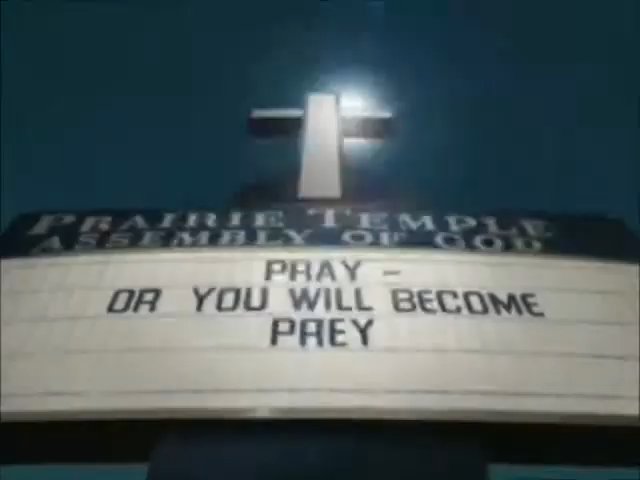 PRAIRIE TEMPLE
ASSEMBLY OF GOD
PRAY -
OR YOU WILL BECOME
PREY